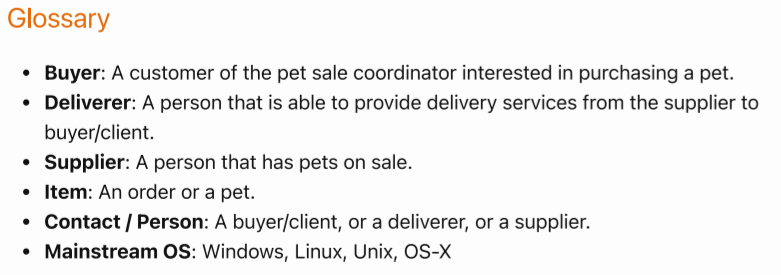 Glossary
• Buyer: A customer of the pet sale coordinator interested in purchasing a pet.
• Deliverer: A person that is able to provide delivery services from the supplier to
buyer/client.
• Supplier: A person that has pets on sale.
• Item: An order or a pet.
• Contact / Person: A buyer/client, or a deliverer, or a supplier.
• Mainstream OS: Windows, Linux, Unix, OS-X